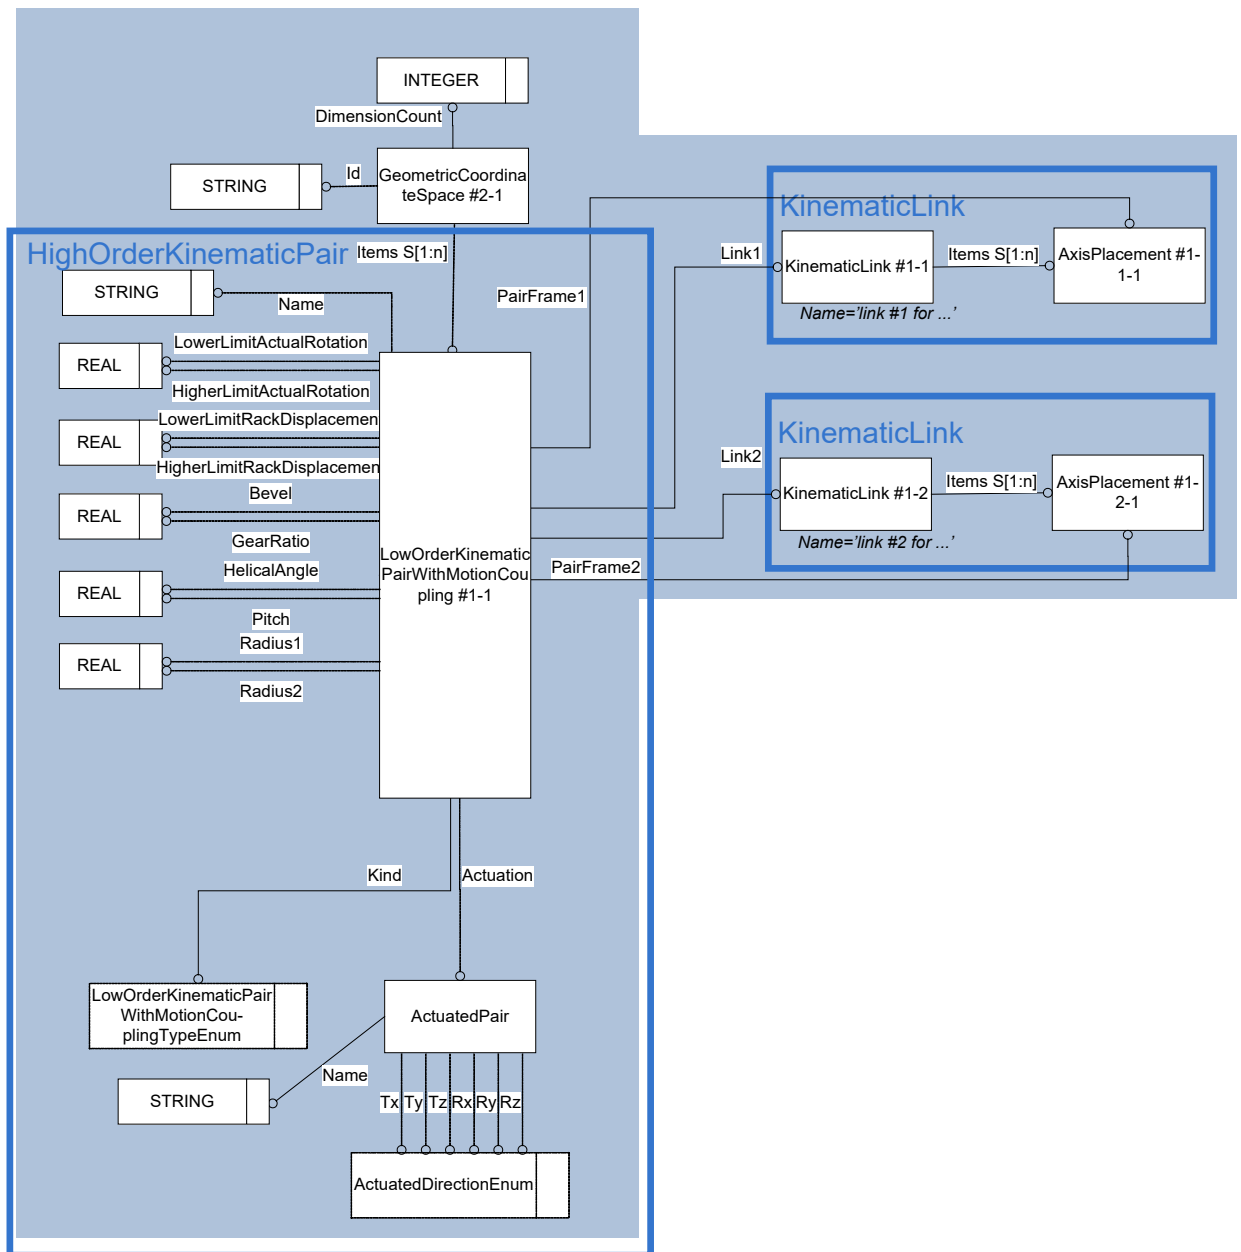 INTEGER
DimensionCount
STRING
Id
GeometricCoordina
teSpace #2-1
HighOrderKinematicPair
Items S[1:n]
STRING
Name
PairFrame1
REAL
LowerLimitActualRotation
HigherLimitActualRotation
REAL
LowerLimitRackDisplacemen
HigherLimitRackDisplacemen
REAL
Bevel
GearRatio
REAL
HelicalAngle
Pitch
REAL
Radius1
Radius2
LowOrderKinematic
PairWithMotionCou
pling #1-1
KinematicLink
Link1
KinematicLink #1-1
Items S[1:n]
AxisPlacement #1-
1-1
Name='link #1 for ...'
KinematicLink
Link2
KinematicLink #1-2
Items S[1:n]
AxisPlacement #1-
2-1
Name='link #2 for ...'
PairFrame2
Kind
Actuation
LowOrderKinematicPair
WithMotionCou-
plingTypeEnum
ActuatedPair
STRING
Name
Tx
Ty
Tz
Rx
Ry
Rz
ActuatedDirectionEnum